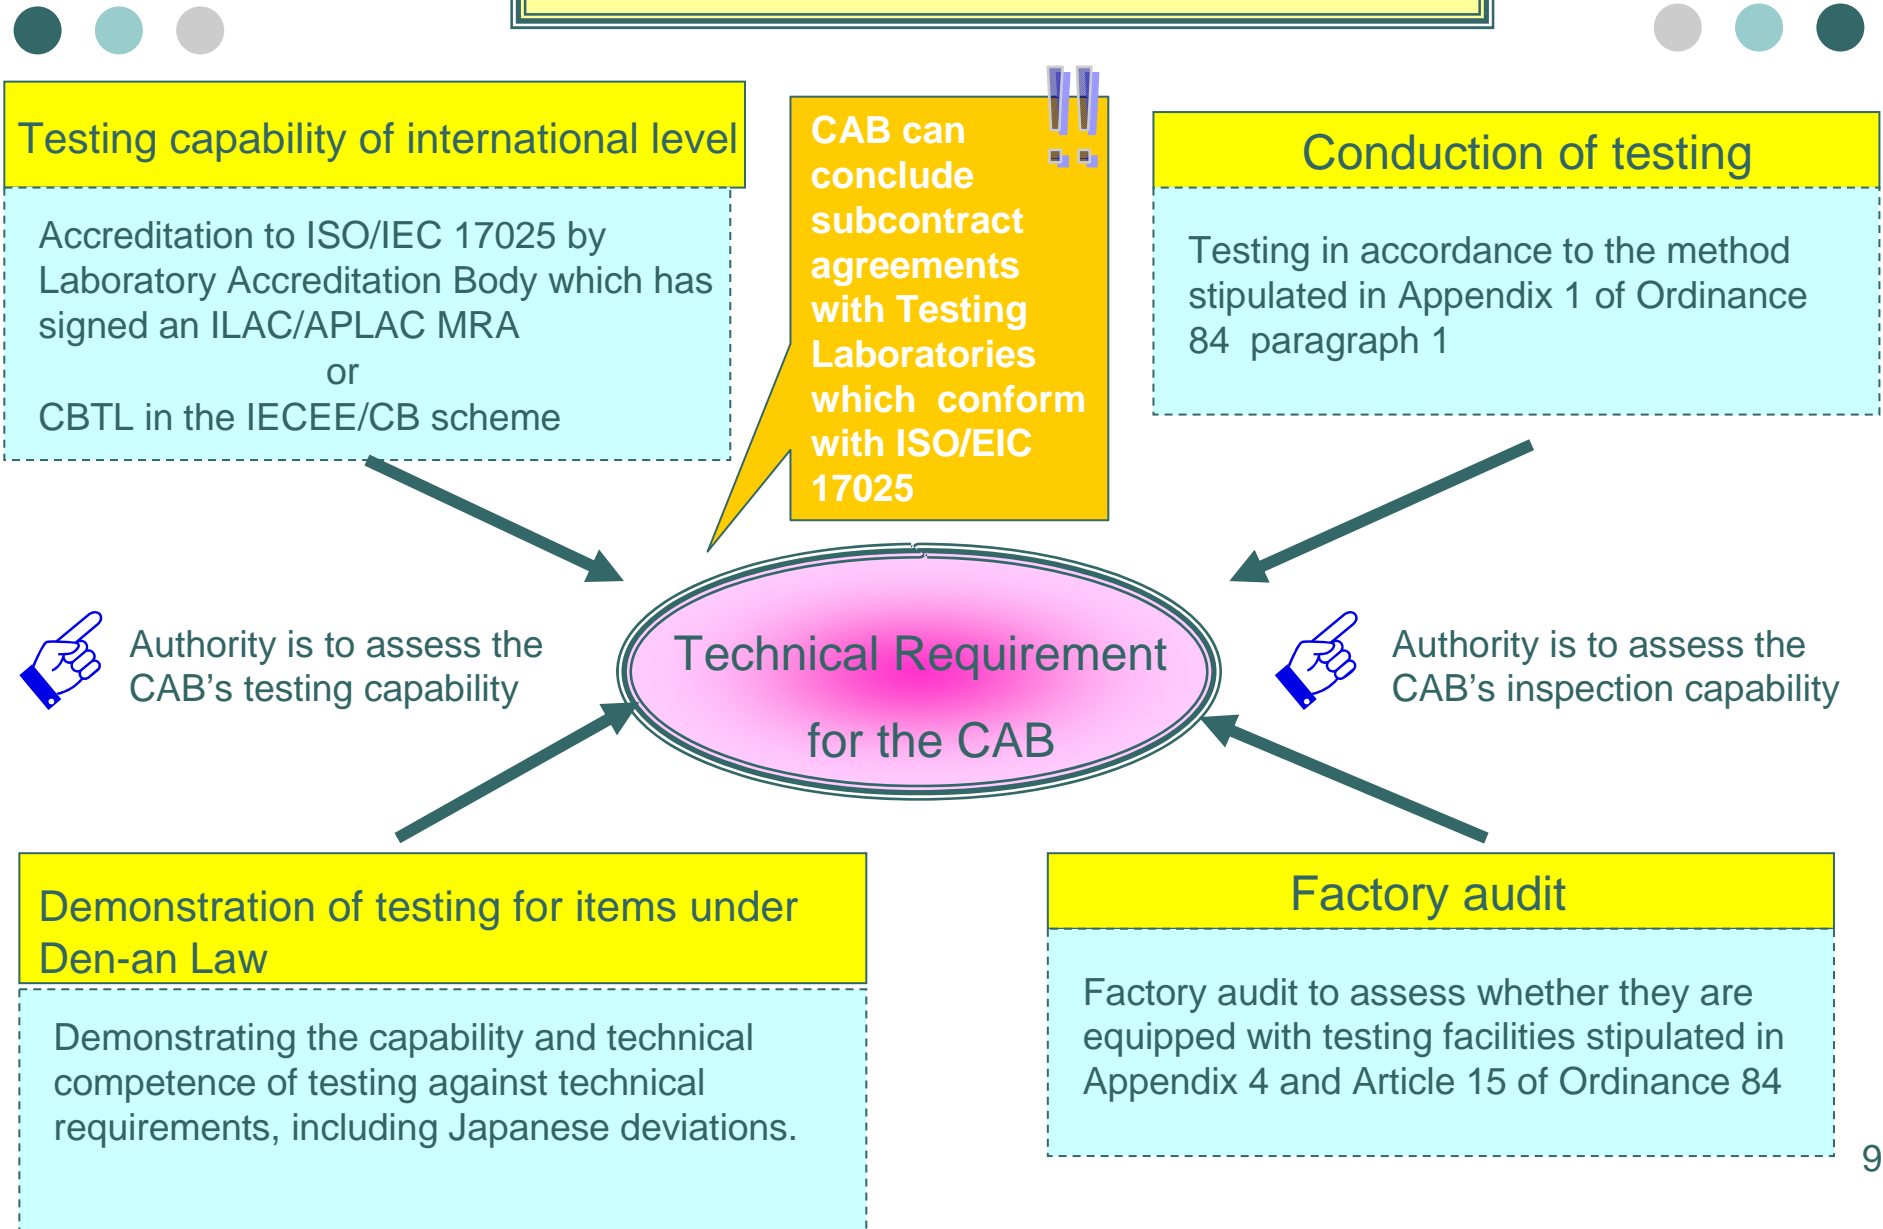 Testing capability of international level
Accreditation to ISO/IEC 17025 by
Laboratory Accreditation Body which has
signed an ILAC/APLAC MRA
or
CBTL in the IECEE/CB scheme
!!
CAB can
conclude
subcontract
agreements
with Testing
Laboratories
which conform
with ISO/EIC
17025
Conduction of testing
Testing in accordance to the method
stipulated in Appendix 1 of Ordinance
84 paragraph 1
Authority is to assess the
CAB’s testing capability
Technical Requirement
for the CAB
Authority is to assess the
CAB’s inspection capability
Demonstration of testing for items under
Den-an Law
Demonstrating the capability and technical
competence of testing against technical
requirements, including Japanese deviations.
Factory audit
Factory audit to assess whether they are
equipped with testing facilities stipulated in
Appendix 4 and Article 15 of Ordinance 84
9